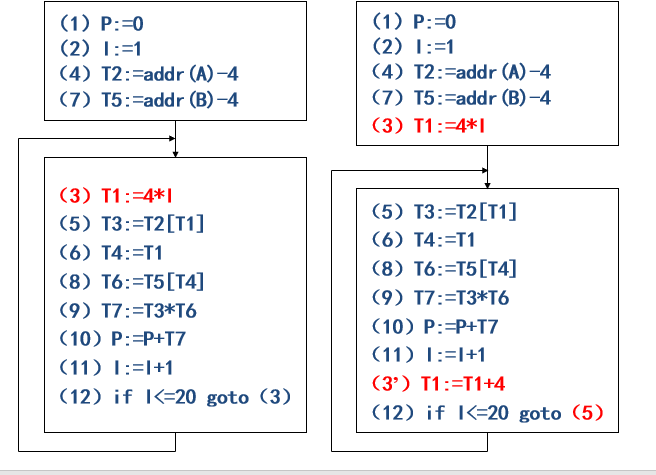 (1) P:=0
(2) I:=1
(4) T2:=addr(A)-4
(7) T5:=addr(B)-4
(3) T1:=4*I
(5) T3:=T2[T1]
(6) T4:=T1
(8) T6:=T5[T4]
(9) T7:=T3*T6
(10) P:=P+T7
(11) I:=I+1
(12) if I<=20 goto (3)
(1) P:=0
(2) I:=1
(4) T2:=addr(A)-4
(7) T5:=addr(B)-4
(3) T1:=4*I
(5) T3:=T2[T1]
(6) T4:=T1
(8) T6:=T5[T4]
(9) T7:=T3*T6
(10) P:=P+T7
(11) I:=I+1
(3’) T1:=T1+4
(12) if I<=20 goto (5)